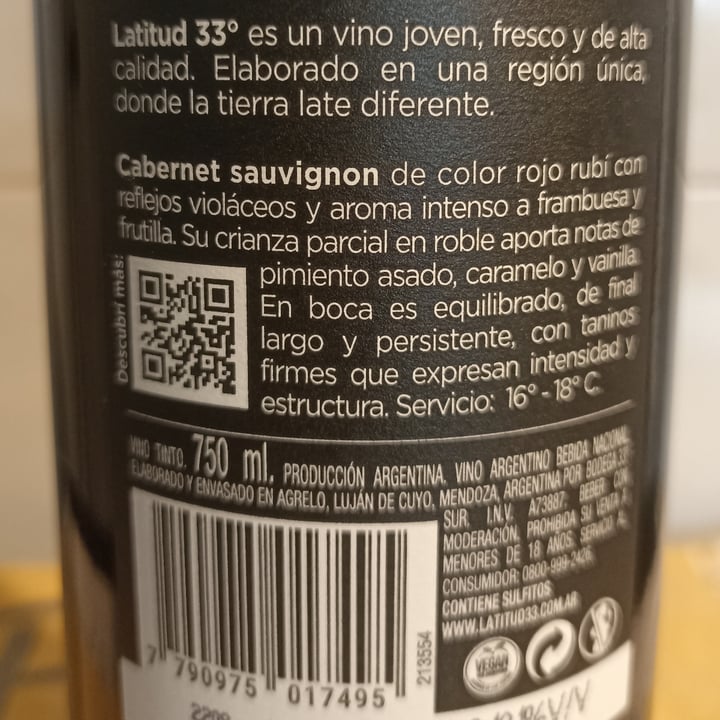 Latitud 33° es un vino joven, fresco y de alta
calidad. Elaborado en una región única,
donde la tierra late diferente.
Cabernet sauvignon de color rojo rubí con
reflejos violáceos y aroma intenso a frambuesa y
frutilla. Su crianza parcial en roble aporta notas de
pimiento asado, caramelo y vainilla.
En boca es equilibrado, de final
largo y persistente, con taninos
firmes que expresan intensidad y
estructura. Servicio: 16° - 18° C.
Descubrí más:
VINO TINTO. 750 ml. PRODUCCIÓN ARGENTINA. VINO ARGENTINO BEBIDA NACIONAL.
ELABORADO Y ENVASADO EN AGRELO, LUJÁN DE CUYO, MENDOZA, ARGENTINA POR BODEGA 33°
SUR. I.N.V. A73887. BEBER CON
MODERACIÓN. PROHIBIDA SU VENTA A
MENORES DE 18 AÑOS. SERVICIO AL
CONSUMIDOR: 0800-999-2426.
CONTIENE SULFITOS
WWW.LATITUD33.COM.AR
VEGAN
213554
7 790975 017495